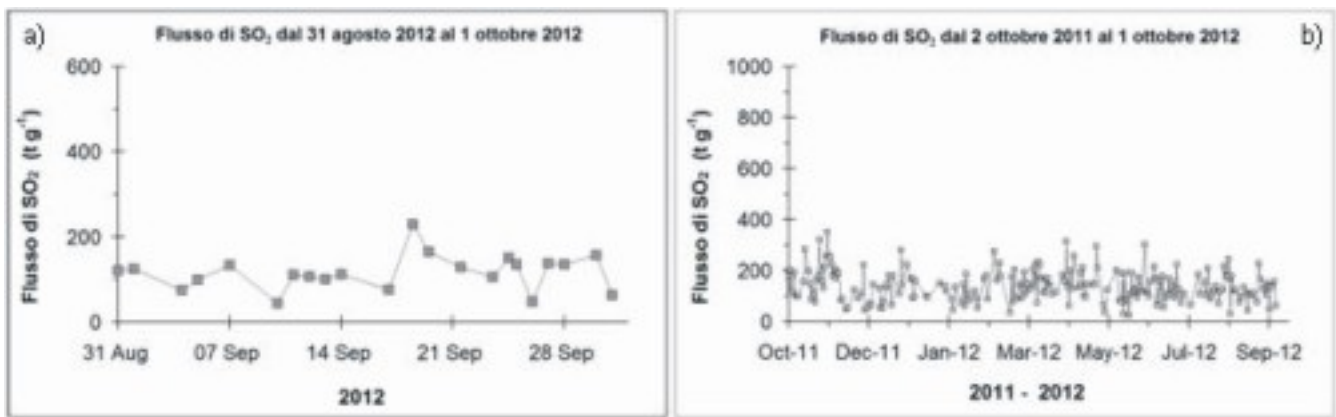 a)
Flusso di SO₂ dal 31 agosto 2012 al 1 ottobre 2012
Flusso di SO₂ (t g⁻¹)
600
400
200
0
31 Aug 07 Sep 14 Sep 21 Sep 28 Sep
2012
b)
Flusso di SO₂ dal 2 ottobre 2011 al 1 ottobre 2012
Flusso di SO₂ (t g⁻¹)
1000
800
600
400
200
0
Oct-11 Dec-11 Jan-12 Mar-12 May-12 Jul-12 Sep-12
2011 - 2012